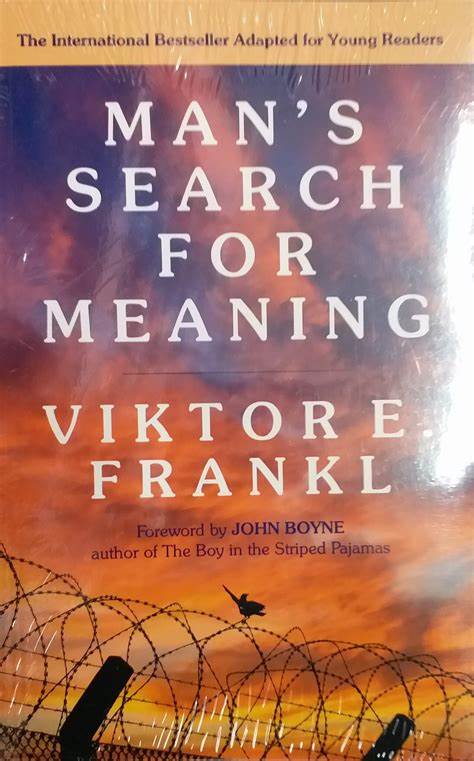 The International Bestseller Adapted for Young Readers
MAN'S
SEARCH
FOR
MEANING
VIKTOR E.
FRANKL
Foreword by JOHN BOYNE
author of The Boy in the Striped Pajamas